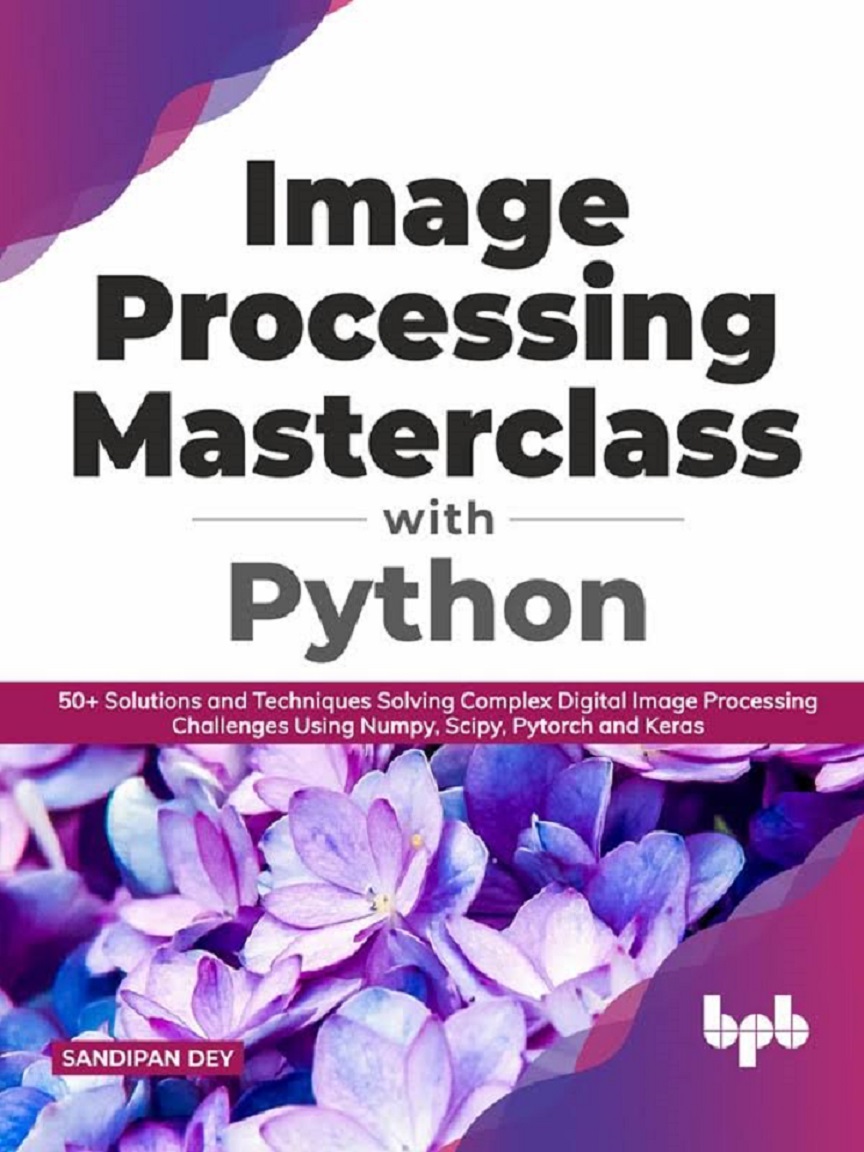 Image
Processing
Masterclass
with
Python
50+ Solutions and Techniques Solving Complex Digital Image Processing
Challenges Using Numpy, Scipy, Pytorch and Keras
SANDIPAN DEY
bpb